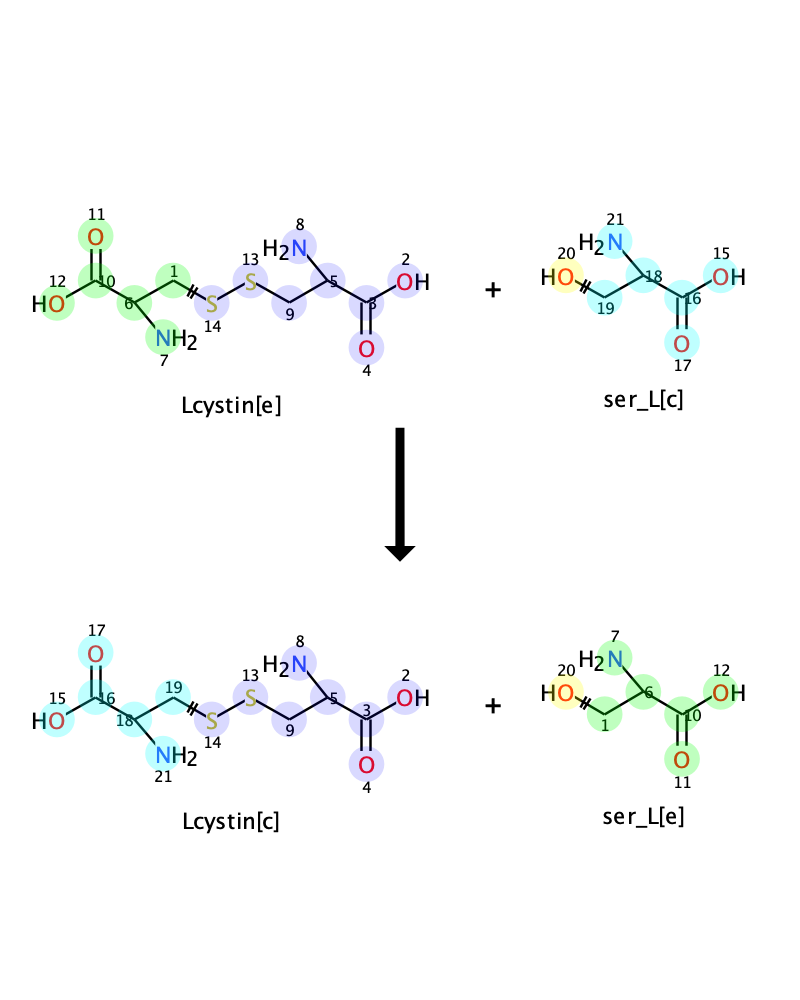 11
O
12
HO
10
6
1
NH2
7
14
S
13
S
9
8
H2N
5
2
OH
3
O
4
Lcystin[e]
+
21
H2N
20
HO
19
18
15
OH
16
O
17
ser_L[c]
17
O
15
HO
16
18
19
NH2
21
14
S
13
S
9
8
H2N
5
2
OH
3
O
4
Lcystin[c]
+
7
H2N
20
HO
1
6
12
OH
10
O
11
ser_L[e]